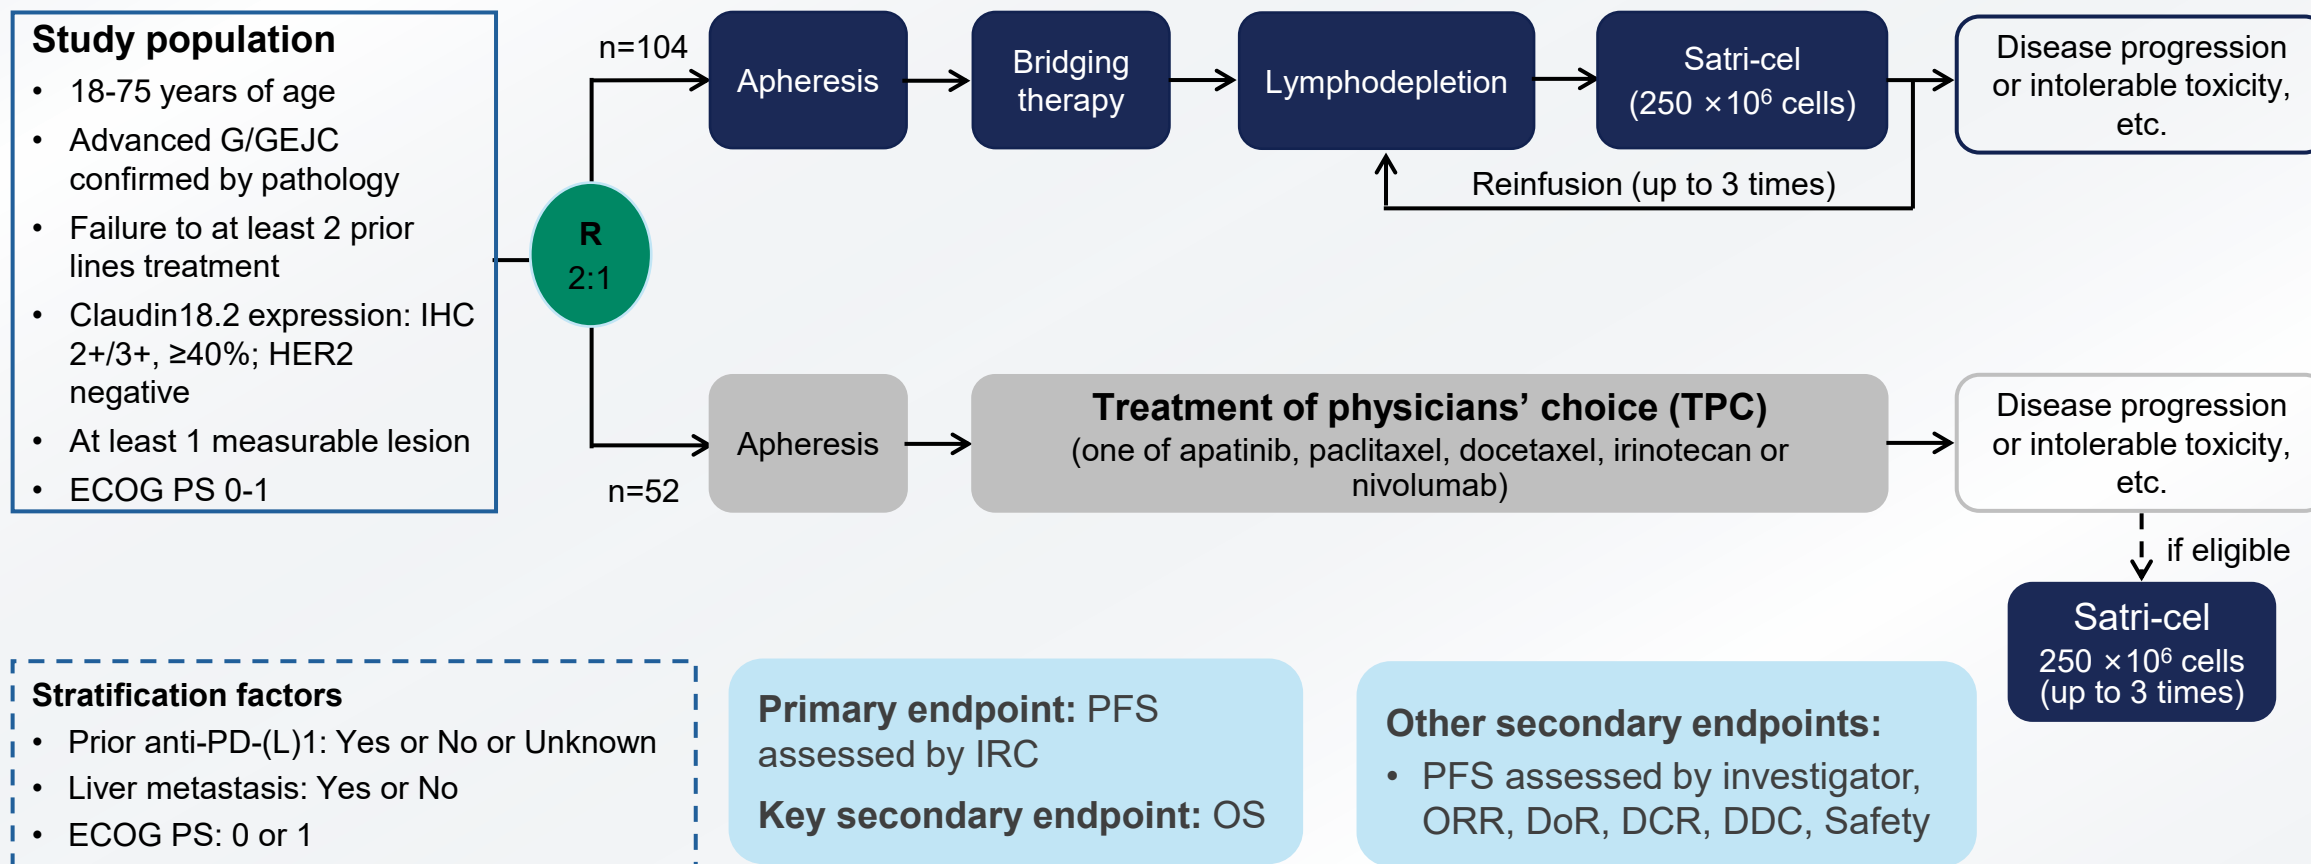 Study population
• 18-75 years of age
• Advanced G/GEJC
confirmed by pathology
• Failure to at least 2 prior
lines treatment
• Claudin18.2 expression: IHC
2+/3+, ≥40%; HER2
negative
• At least 1 measurable lesion
• ECOG PS 0-1
R
2:1
n=104
Apheresis
Bridging
therapy
Lymphodepletion
Satri-cel
(250 ×10⁶ cells)
Disease progression
or intolerable toxicity,
etc.
Reinfusion (up to 3 times)
n=52
Apheresis
Treatment of physicians’ choice (TPC)
(one of apatinib, paclitaxel, docetaxel, irinotecan or
nivolumab)
Disease progression
or intolerable toxicity,
etc.
if eligible
Satri-cel
250 ×10⁶ cells
(up to 3 times)
Stratification factors
• Prior anti-PD-(L)1: Yes or No or Unknown
• Liver metastasis: Yes or No
• ECOG PS: 0 or 1
Primary endpoint: PFS
assessed by IRC
Key secondary endpoint: OS
Other secondary endpoints:
• PFS assessed by investigator,
ORR, DoR, DCR, DDC, Safety